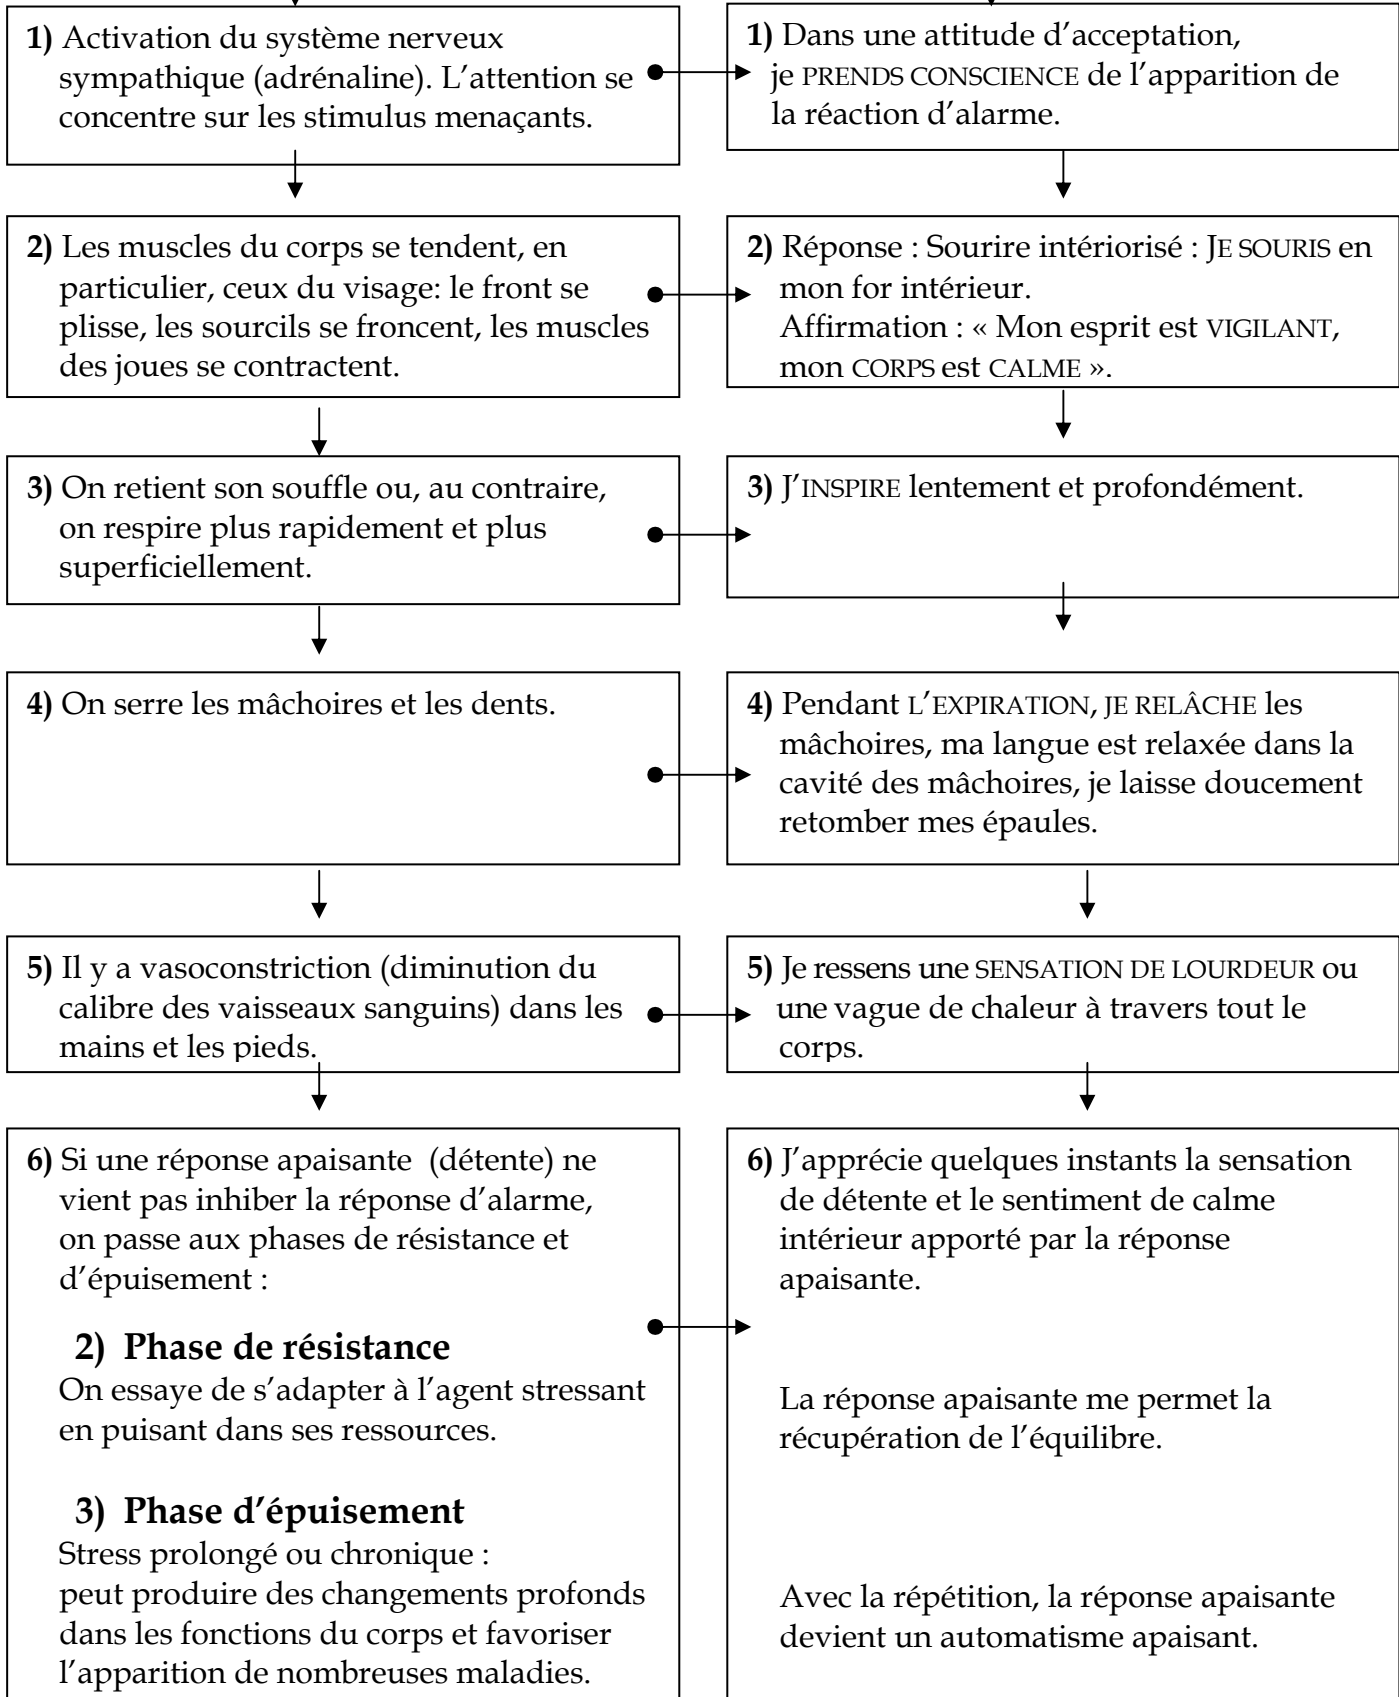 1) Activation du système nerveux
sympathique (adrénaline). L’attention se
concentre sur les stimulus menaçants.
1) Dans une attitude d’acceptation,
je PRENDS CONSCIENCE de l’apparition de
la réaction d’alarme.
2) Les muscles du corps se tendent, en
particulier, ceux du visage: le front se
plisse, les sourcils se froncent, les muscles
des joues se contractent.
2) Réponse : Sourire intériorisé : JE SOURIS en
mon for intérieur.
Affirmation : « Mon esprit est VIGILANT,
mon CORPS est CALME ».
3) On retient son souffle ou, au contraire,
on respire plus rapidement et plus
superficiellement.
3) J’INSPIRE lentement et profondément.
4) On serre les mâchoires et les dents.
4) Pendant L’EXPIRATION, JE RELÂCHE les
mâchoires, ma langue est relaxée dans la
cavité des mâchoires, je laisse doucement
retomber mes épaules.
5) Il y a vasoconstriction (diminution du
calibre des vaisseaux sanguins) dans les
mains et les pieds.
5) Je ressens une SENSATION DE LOURDEUR ou
une vague de chaleur à travers tout le
corps.
6) Si une réponse apaisante (détente) ne
vient pas inhiber la réponse d’alarme,
on passe aux phases de résistance et
d’épuisement :
2) Phase de résistance
On essaye de s’adapter à l’agent stressant
en puisant dans ses ressources.
3) Phase d’épuisement
Stress prolongé ou chronique :
peut produire des changements profonds
dans les fonctions du corps et favoriser
l’apparition de nombreuses maladies.
6) J’apprécie quelques instants la sensation
de détente et le sentiment de calme
intérieur apporté par la réponse
apaisante.
La réponse apaisante me permet la
récupération de l’équilibre.
Avec la répétition, la réponse apaisante
devient un automatisme apaisant.